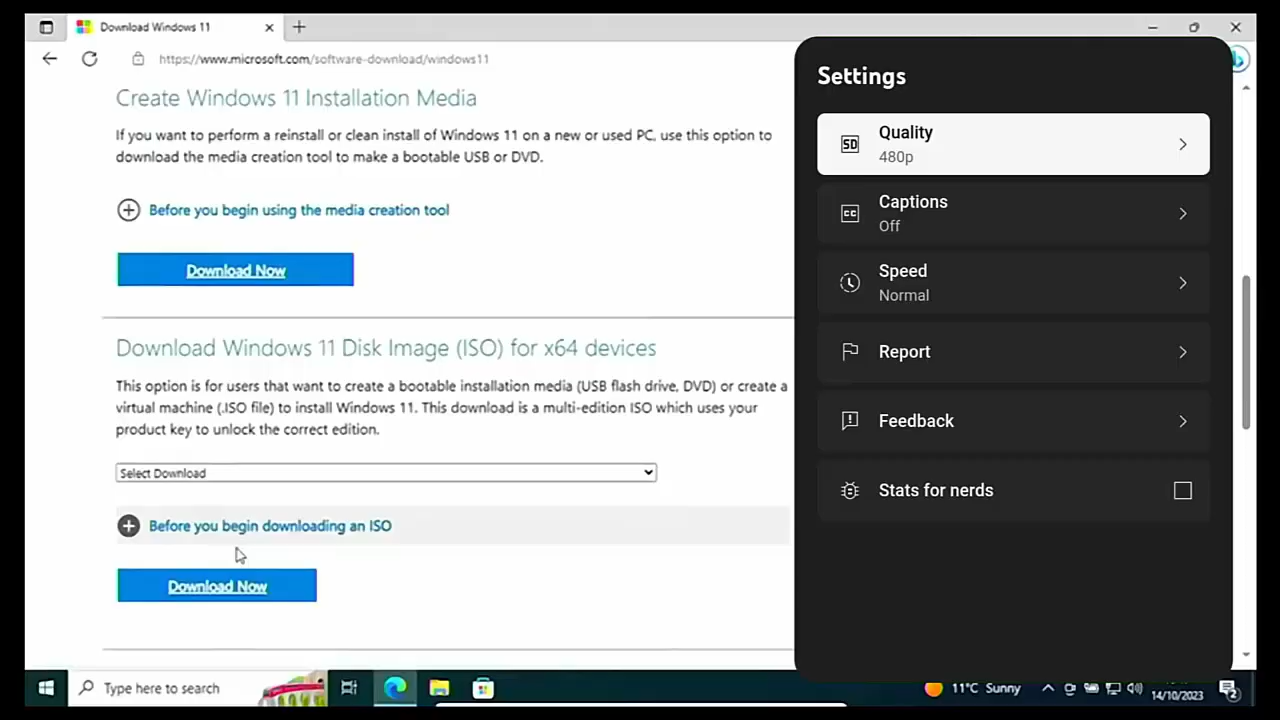 Download Windows 11
https://www.microsoft.com/software-download/windows11
Create Windows 11 Installation Media
If you want to perform a reinstall or clean install of Windows 11 on a new or used PC, use this option to
download the media creation tool to make a bootable USB or DVD.
Before you begin using the media creation tool
Download Now
Download Windows 11 Disk Image (ISO) for x64 devices
This option is for users that want to create a bootable installation media (USB flash drive, DVD) or create a
virtual machine (.ISO file) to install Windows 11. This download is a multi-edition ISO which uses your
product key to unlock the correct edition.
Select Download
Before you begin downloading an ISO
Download Now
Settings
SD
Quality
480p
CC
Captions
Off
Speed
Normal
Report
Feedback
Stats for nerds
Type here to search
11°C Sunny
14/10/2023
2